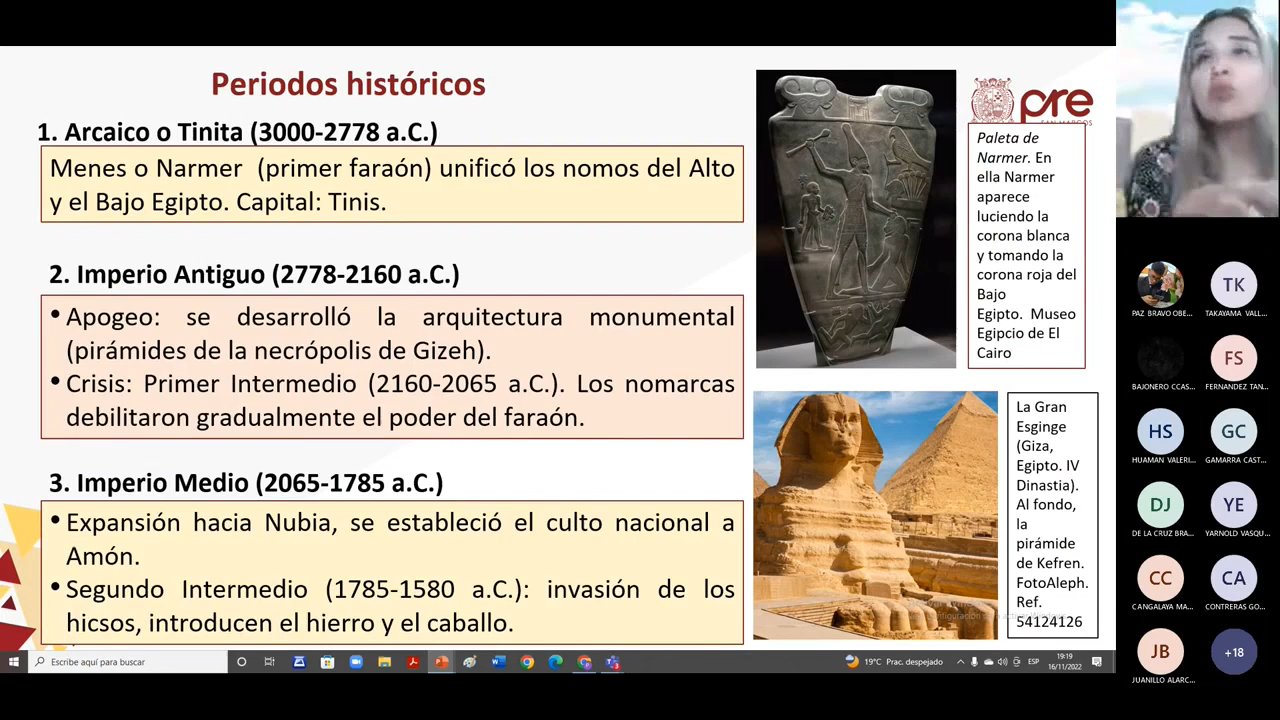 Periodos históricos
1. Arcaico o Tinita (3000-2778 a.C.)
Menes o Narmer (primer faraón) unificó los nomos del Alto
y el Bajo Egipto. Capital: Tinis.
2. Imperio Antiguo (2778-2160 a.C.)
• Apogeo: se desarrolló la arquitectura monumental
(pirámides de la necrópolis de Gizeh).
• Crisis: Primer Intermedio (2160-2065 a.C.). Los nomarcas
debilitaron gradualmente el poder del faraón.
3. Imperio Medio (2065-1785 a.C.)
• Expansión hacia Nubia, se estableció el culto nacional a
Amón.
• Segundo Intermedio (1785-1580 a.C.): invasión de los
hicsos, introducen el hierro y el caballo.
pre
SAN MARCOS
Paleta de
Narmer. En
ella Narmer
aparece
luciendo la
corona blanca
y tomando la
corona roja del
Bajo
Egipto. Museo
Egipcio de El
Cairo
La Gran
Esginge
(Giza,
Egipto. IV
Dinastia).
Al fondo,
la
pirámide
de Kefren.
FotoAleph.
Ref.
54124126
Escribe aquí para buscar
19°C Prac. despejado
ESP
19:19
16/11/2022
PAZ BRAVO OBE...
TK
TAKAYAMA VALL...
BAJONERO CCAS...
FS
FERNANDEZ TAN...
HS
HUAMAN VALERI...
GC
GAMARRA CAST...
DJ
DE LA CRUZ BRA...
YE
YARNOLD VASQU...
CC
CANGALAYA MA...
CA
CONTRERAS GO...
JB
JUANILLO ALARC...
+18